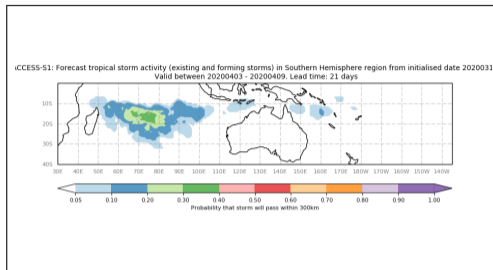 CCESS-S1: Forecast tropical storm activity (existing and forming storms) in Southern Hemisphere region from initialised date 2020031
Valid between 20200403 - 20200409. Lead time: 21 days
10S
20S
30S
40S
30E 40E 50E 60E 70E 80E 90E 100E 110E 120E 130E 140E 150E 160E 170E 180W 170W 160W 150W 140W
0.05 0.10 0.20 0.30 0.40 0.50 0.60 0.70 0.80 0.90 1.00
Probability that storm will pass within 300km